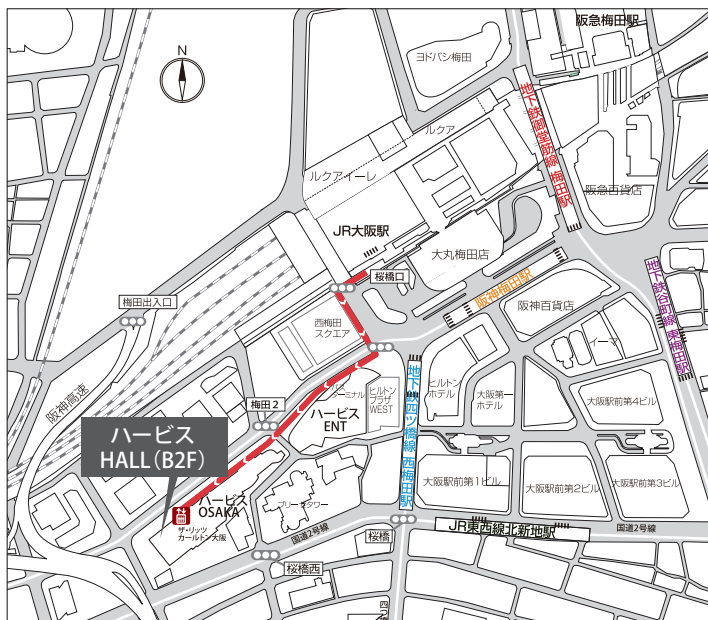 阪急梅田駅
ヨドバシ梅田
N
地下鉄御堂筋線 梅田駅
ルクア
ルクアイーレ
阪急百貨店
JR大阪駅
大丸梅田店
桜橋口
阪神梅田駅
地下鉄谷町線 東梅田駅
梅田出入口
西梅田
スクエア
阪神百貨店
イーマ
阪神高速
バス
ターミナル
ヒルトン
プラザ
WEST
地下鉄四ツ橋線 西梅田駅
ヒルトン
ホテル
大阪第一
ホテル
大阪駅前第4ビル
梅田2
ハービス
ENT
ハービス
HALL(B2F)
大阪駅前第1ビル
大阪駅前第2ビル
大阪駅前第3ビル
ハービス
OSAKA
ブリーゼタワー
ザ・リッツ
カールトン大阪
国道2号線
JR東西線北新地駅
国道2号線
桜橋
桜橋西
四つ